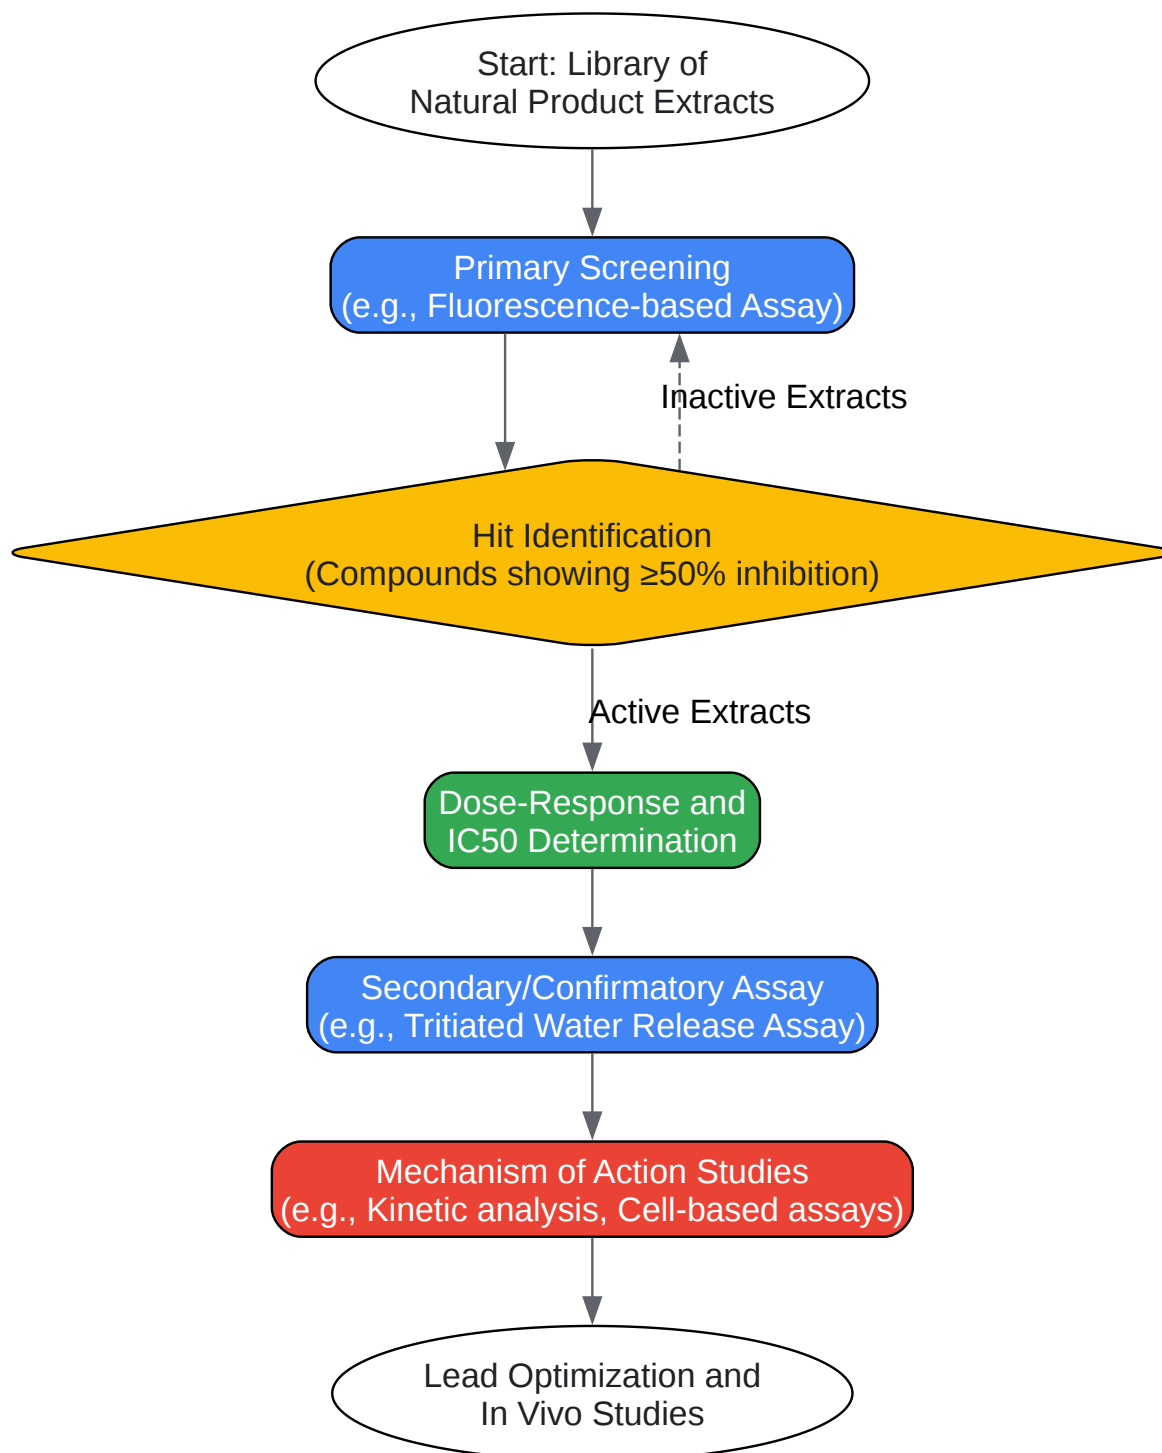 Start: Library of
Natural Product Extracts
Primary Screening
(e.g., Fluorescence-based Assay)
Inactive Extracts
Hit Identification
(Compounds showing ≥50% inhibition)
Active Extracts
Dose-Response and
IC50 Determination
Secondary/Confirmatory Assay
(e.g., Tritiated Water Release Assay)
Mechanism of Action Studies
(e.g., Kinetic analysis, Cell-based assays)
Lead Optimization and
In Vivo Studies